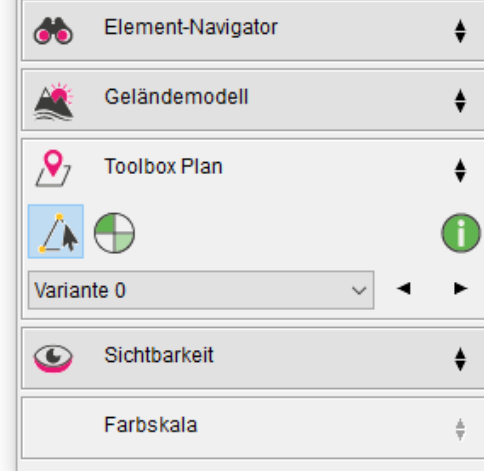 Element-Navigator
Geländemodell
Toolbox Plan
Variante 0
Sichtbarkeit
Farbskala